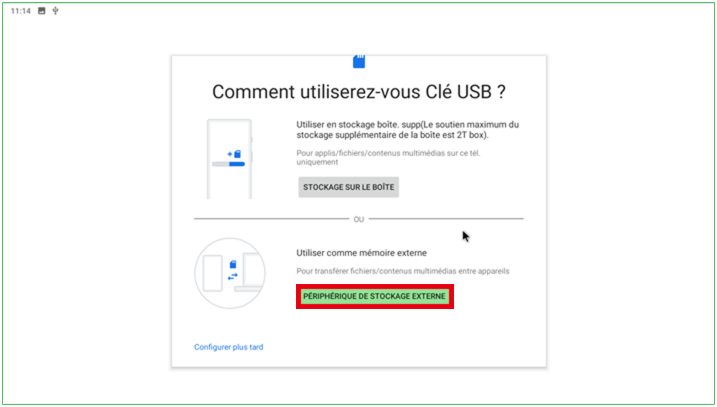 11:14
Comment utiliserez-vous Clé USB ?
Utiliser en stockage boîte. supp(Le soutien maximum du
stockage supplémentaire de la boîte est 2T box).
Pour applis/fichiers/contenus multimédias sur ce tél.
uniquement
STOCKAGE SUR LE BOÎTE
OU
Utiliser comme mémoire externe
Pour transférer fichiers/contenus multimédias entre appareils
PÉRIPHÉRIQUE DE STOCKAGE EXTERNE
Configurer plus tard